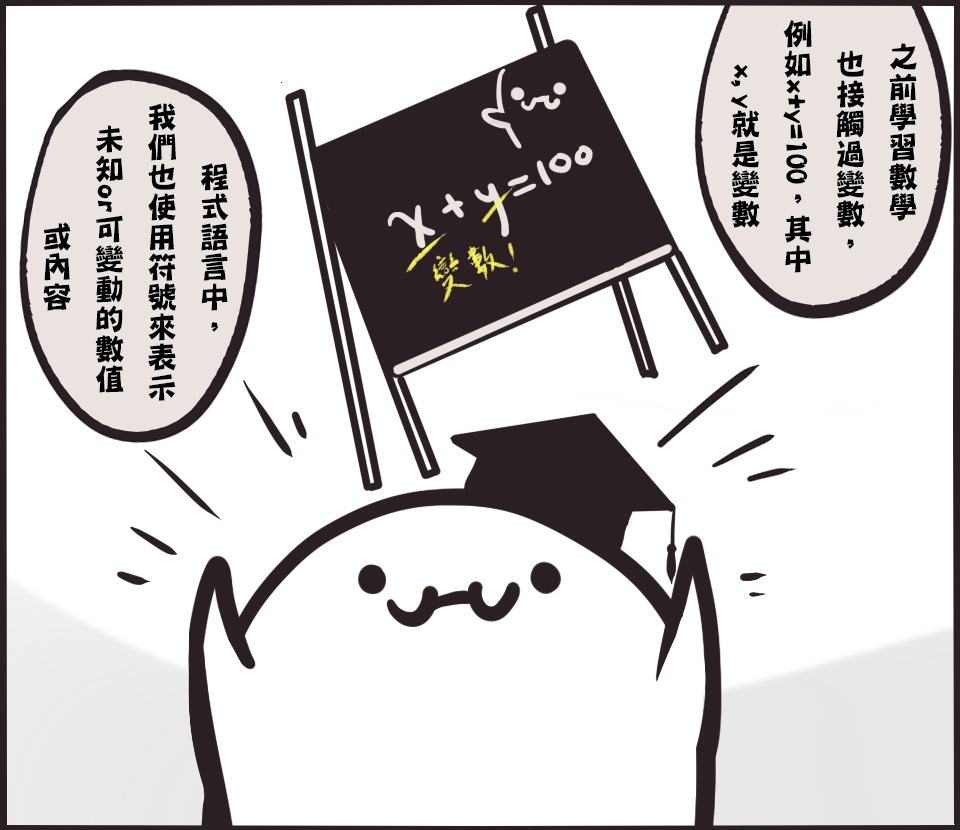 之前學習數學
也接觸過變數，
例如x+y=100，其中
x, y就是變數
x + y = 100
變數!
程式語言中，
我們也使用符號來表示
未知or可變動的數值
或內容